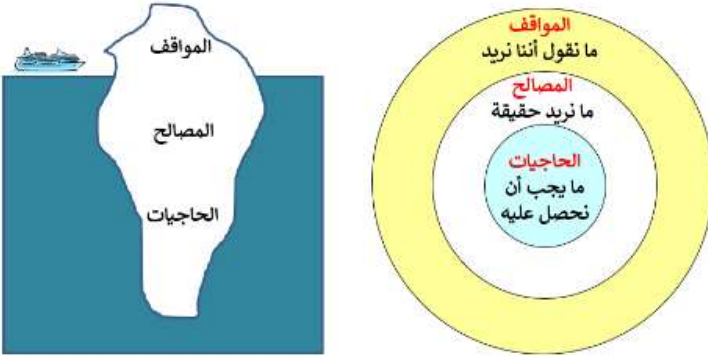 المواقف
المصالح
الحاجيات
المواقف
ما نقول أننا نريد
المصالح
ما نريد حقيقة
الحاجيات
ما يجب أن
نحصل عليه